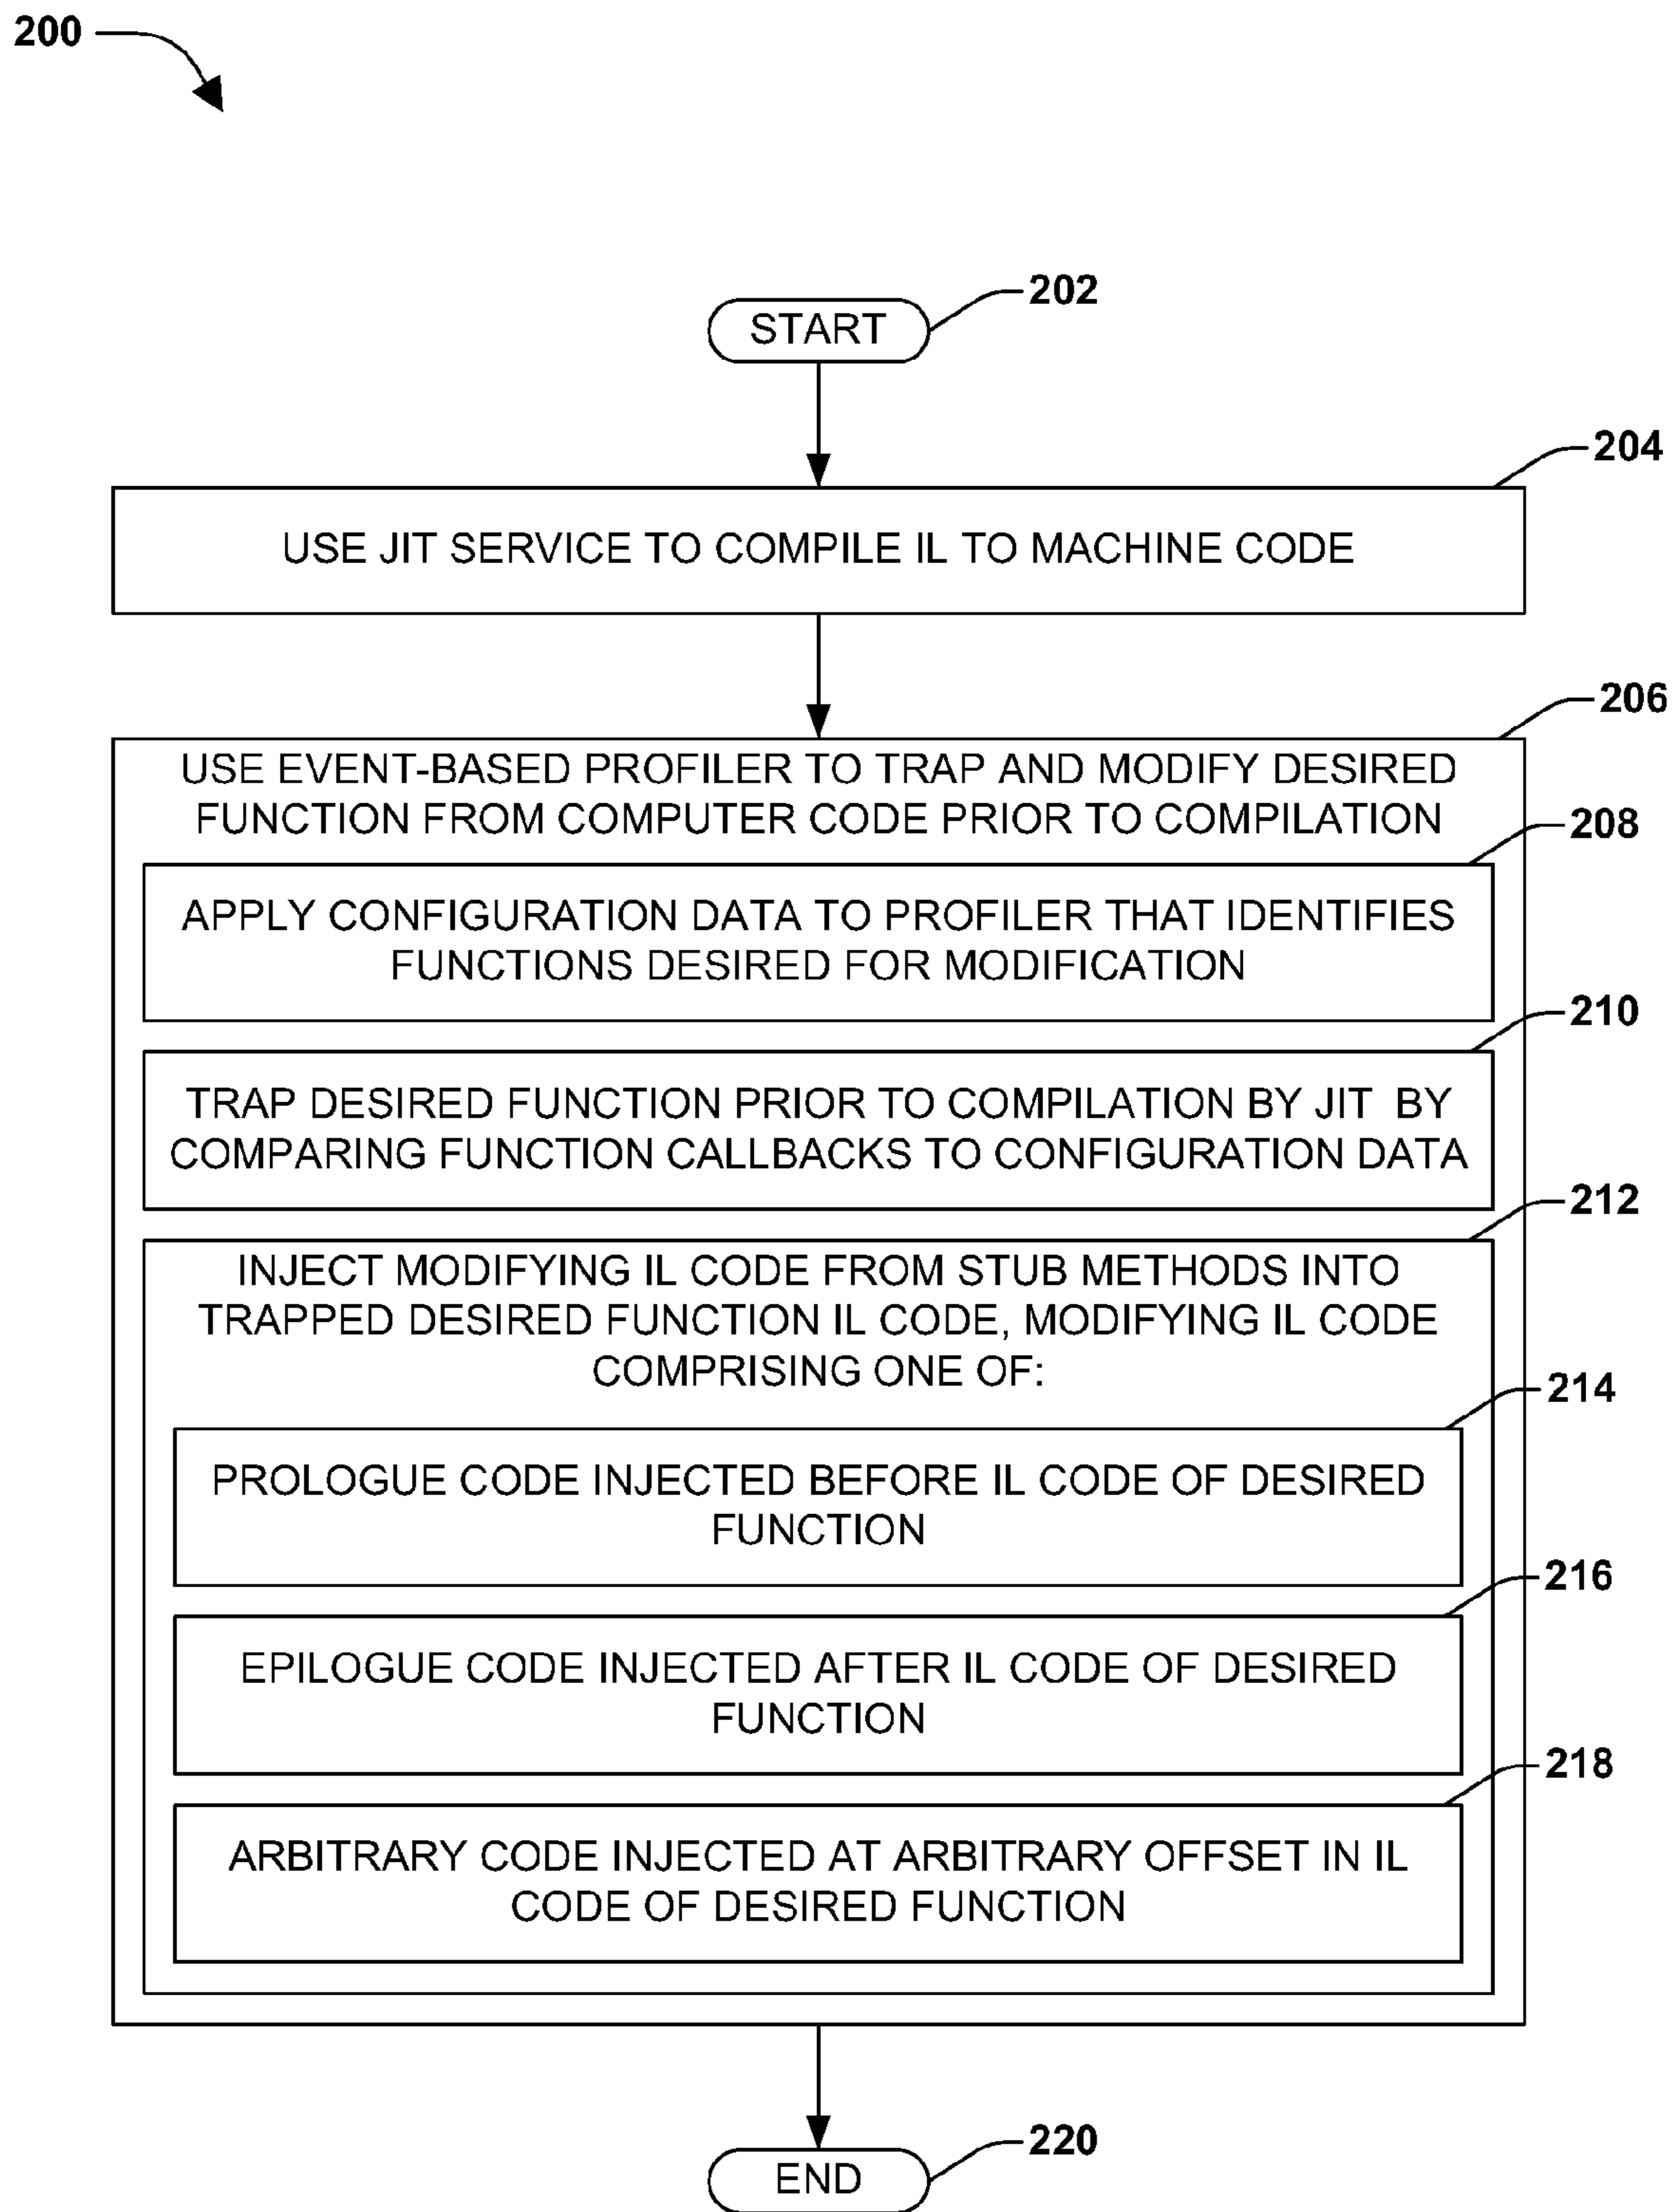 200
202
START
204
USE JIT SERVICE TO COMPILE IL TO MACHINE CODE
206
USE EVENT-BASED PROFILER TO TRAP AND MODIFY DESIRED
FUNCTION FROM COMPUTER CODE PRIOR TO COMPILATION
208
APPLY CONFIGURATION DATA TO PROFILER THAT IDENTIFIES
FUNCTIONS DESIRED FOR MODIFICATION
210
TRAP DESIRED FUNCTION PRIOR TO COMPILATION BY JIT BY
COMPARING FUNCTION CALLBACKS TO CONFIGURATION DATA
212
INJECT MODIFYING IL CODE FROM STUB METHODS INTO
TRAPPED DESIRED FUNCTION IL CODE, MODIFYING IL CODE
COMPRISING ONE OF:
214
PROLOGUE CODE INJECTED BEFORE IL CODE OF DESIRED
FUNCTION
216
EPILOGUE CODE INJECTED AFTER IL CODE OF DESIRED
FUNCTION
218
ARBITRARY CODE INJECTED AT ARBITRARY OFFSET IN IL
CODE OF DESIRED FUNCTION
220
END